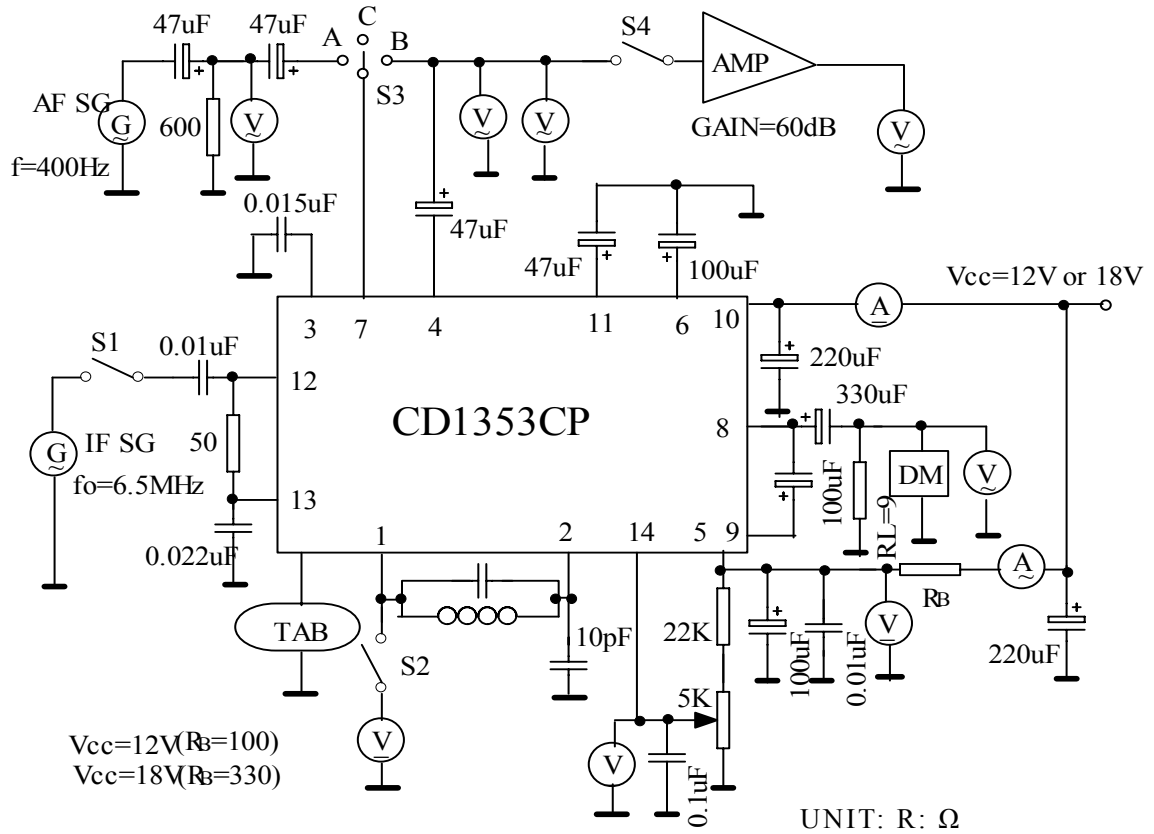 C
47uF 47uF
A B S4
S3
AMP
AF SG
G
600
V
V
V
V
GAIN=60dB
f=400Hz
0.015uF
47uF
47uF
100uF
Vcc=12V or 18V
3 7 4 11 6 10
A
S1
0.01uF
220uF
12
330uF
CD1353CP
8
50
G
IF SG
fo=6.5MHz
DM
V
100uF
RL=9
13
1 2 14 5 9
0.022uF
A
RB
TAB
22K
V
10pF
S2
100uF
0.01uF
220uF
5K
Vcc=12V(RB=100)
V
V
0.1uF
Vcc=18V(RB=330)
UNIT: R: Ω